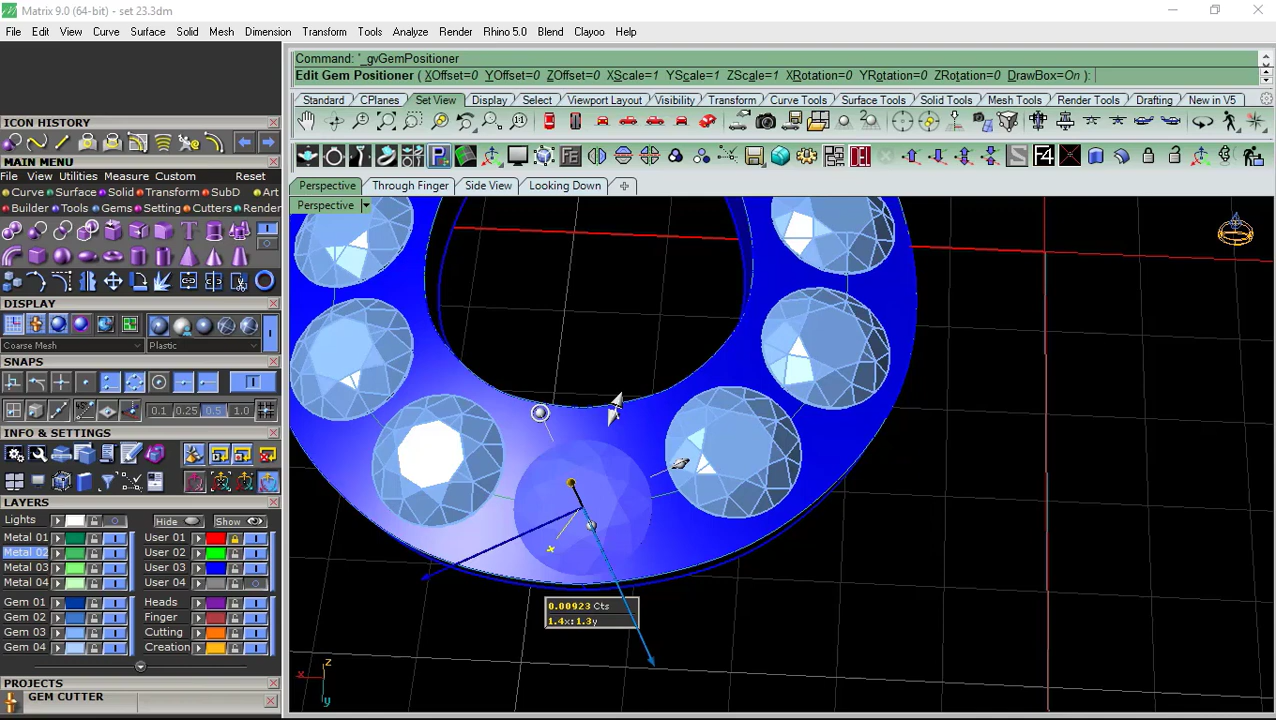 Matrix 9.0 (64-bit) - set 23.3dm
File Edit View Curve Surface Solid Mesh Dimension Transform Tools Analyze Render Rhino 5.0 Blend Clayoo Help
Command: '_gvGemPositioner
Edit Gem Positioner ( XOffset=0 YOffset=0 ZOffset=0 XScale=1 YScale=1 ZScale=1 XRotation=0 YRotation=0 ZRotation=0 DrawBox=On ):
Standard CPlanes Set View Display Select Viewport Layout Visibility Transform Curve Tools Surface Tools Solid Tools Mesh Tools Render Tools Drafting New in V5
ICON HISTORY
MAIN MENU
File View Utilities Measure Custom Reset
Curve Surface Solid Transform SubD Art
Builder Tools Gems Setting Cutters Render
Perspective Through Finger Side View Looking Down
Perspective
DISPLAY
Coarse Mesh Plastic
SNAPS
0.1 0.25 0.5 1.0
INFO & SETTINGS
LAYERS
Lights Hide Show
Metal 01 User 01
Metal 02 User 02
Metal 03 User 03
Metal 04 User 04
Gem 01 Heads
Gem 02 Finger
Gem 03 Cutting
Gem 04 Creation
PROJECTS
GEM CUTTER
0.00923 Cts
1.4x:1.3y
z
x
y